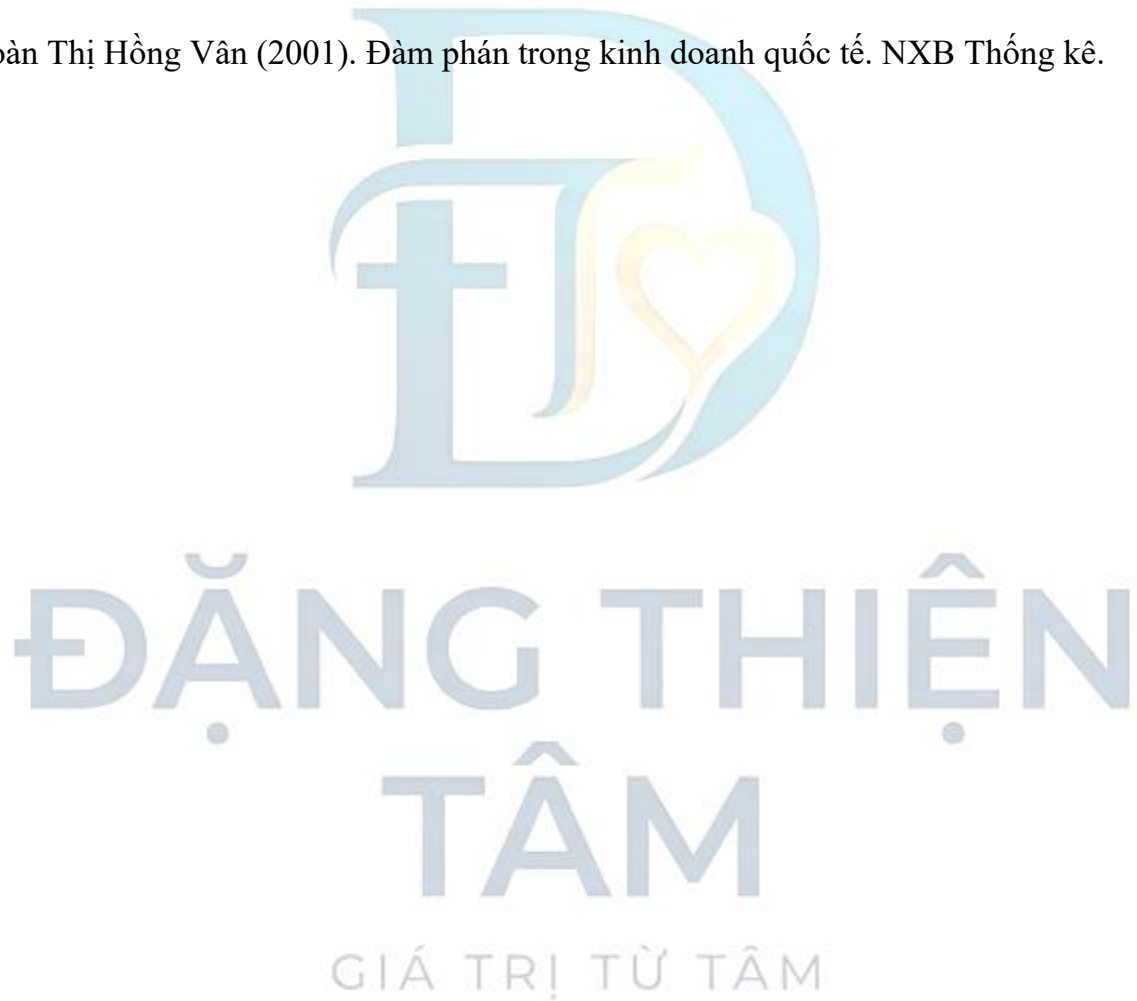 oàn Thị Hồng Vân (2001). Đàm phán trong kinh doanh quốc tế. NXB Thống kê.
ĐẶNG THIỆN
TÂM
GIÁ TRỊ TỪ TÂM